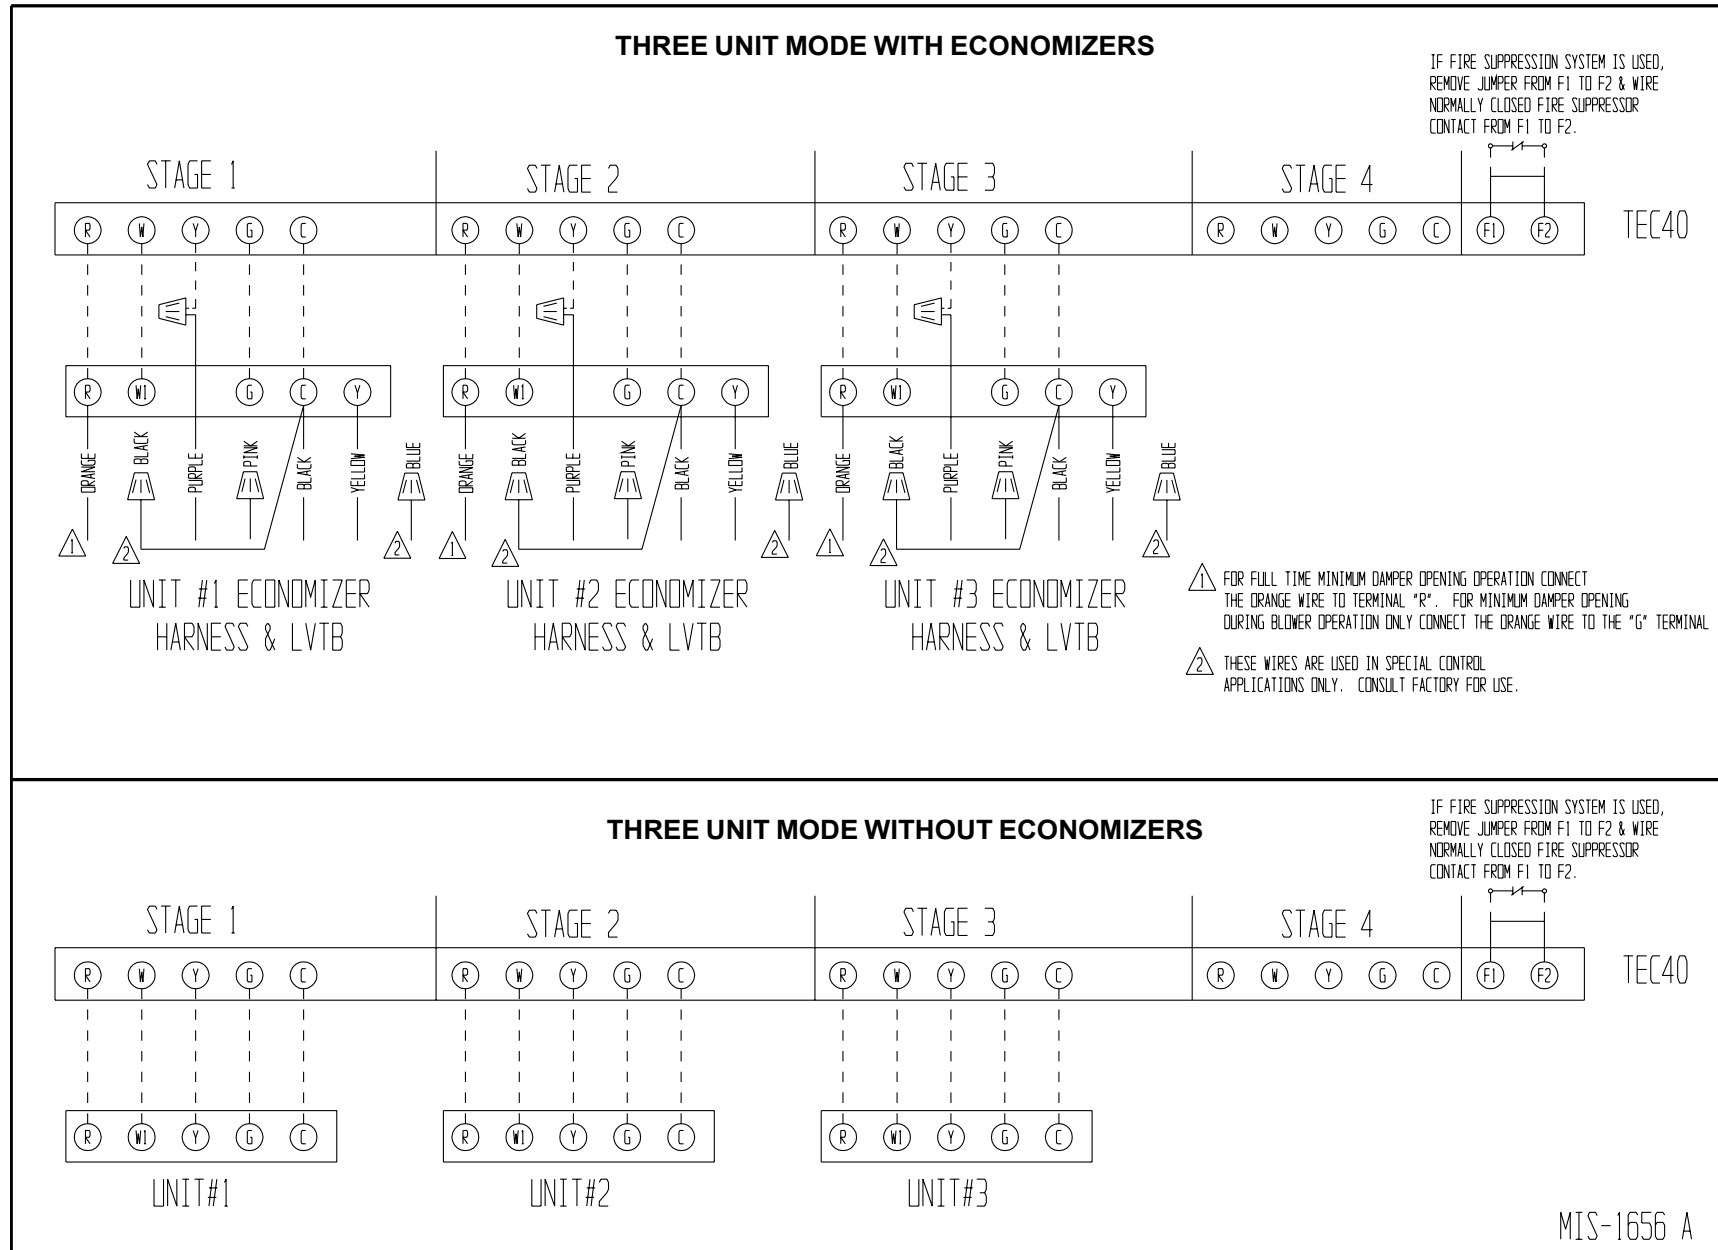 THREE UNIT MODE WITH ECONOMIZERS
IF FIRE SUPPRESSION SYSTEM IS USED,
REMOVE JUMPER FROM F1 TO F2 & WIRE
NORMALLY CLOSED FIRE SUPPRESSOR
CONTACT FROM F1 TO F2.
STAGE 1 STAGE 2 STAGE 3 STAGE 4
R W Y G C R W Y G C R W Y G C R W Y G C F1 F2 TEC40
R W1 G C Y R W1 G C Y R W1 G C Y
ORANGE BLACK PURPLE PINK BLACK YELLOW BLUE ORANGE BLACK PURPLE PINK BLACK YELLOW BLUE ORANGE BLACK PURPLE PINK BLACK YELLOW BLUE
1 2 2 1 2 2 1 2 2
UNIT #1 ECONOMIZER
HARNESS & LVTB
UNIT #2 ECONOMIZER
HARNESS & LVTB
UNIT #3 ECONOMIZER
HARNESS & LVTB
1 FOR FULL TIME MINIMUM DAMPER OPENING OPERATION CONNECT
THE ORANGE WIRE TO TERMINAL "R". FOR MINIMUM DAMPER OPENING
DURING BLOWER OPERATION ONLY CONNECT THE ORANGE WIRE TO THE "G" TERMINAL
2 THESE WIRES ARE USED IN SPECIAL CONTROL
APPLICATIONS ONLY. CONSULT FACTORY FOR USE.
THREE UNIT MODE WITHOUT ECONOMIZERS
IF FIRE SUPPRESSION SYSTEM IS USED,
REMOVE JUMPER FROM F1 TO F2 & WIRE
NORMALLY CLOSED FIRE SUPPRESSOR
CONTACT FROM F1 TO F2.
STAGE 1 STAGE 2 STAGE 3 STAGE 4
R W Y G C R W Y G C R W Y G C R W Y G C F1 F2 TEC40
R W1 Y G C R W1 Y G C R W1 Y G C
UNIT#1 UNIT#2 UNIT#3
MIS-1656 A